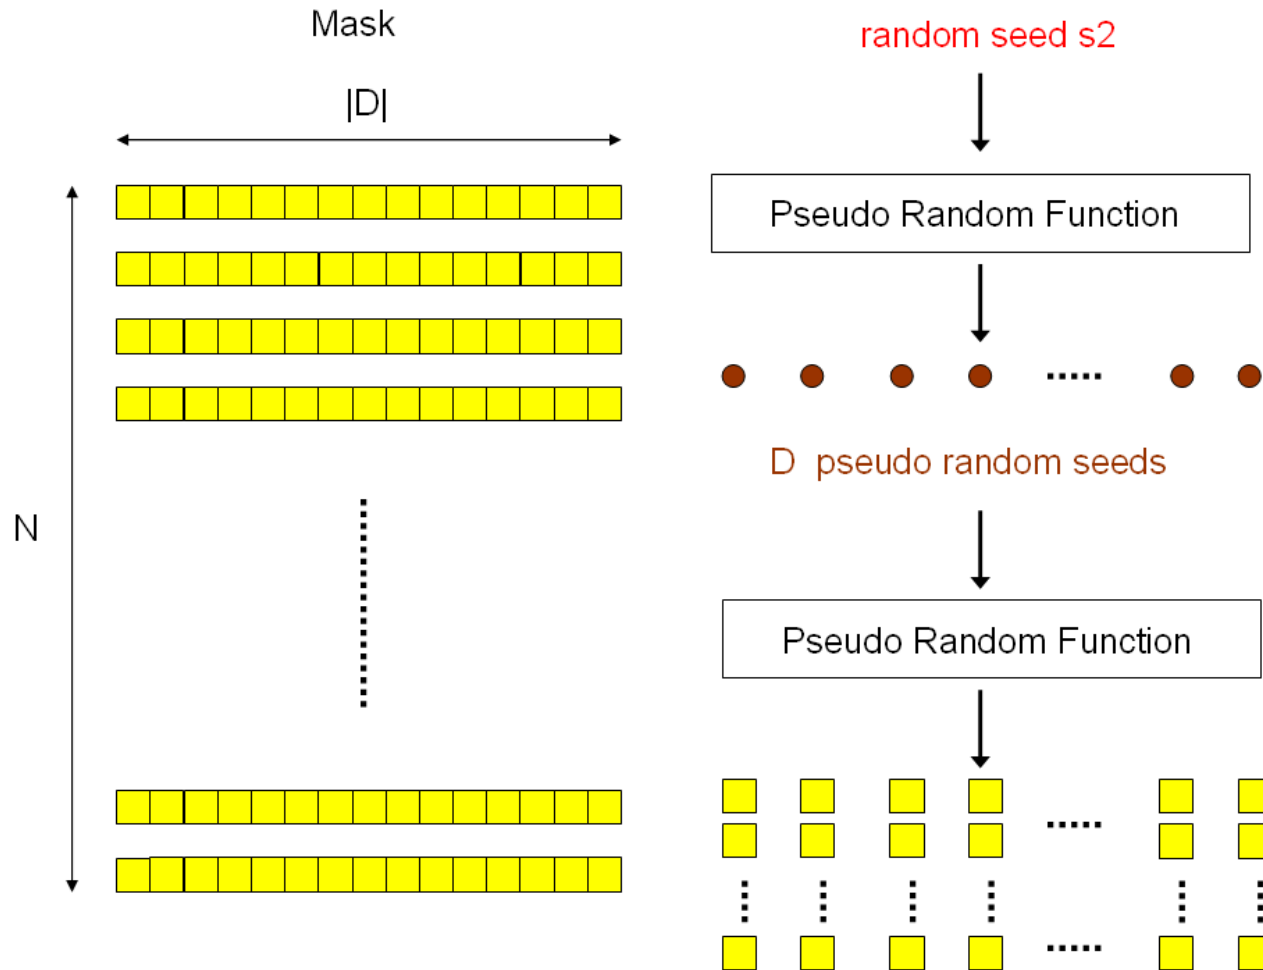 Mask
|D|
N
random seed s2
Pseudo Random Function
D  pseudo random seeds
Pseudo Random Function